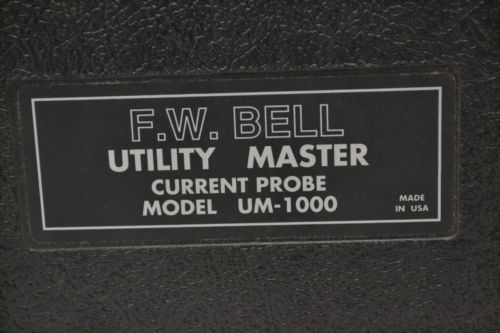 F.W. BELL
UTILITY MASTER
CURRENT PROBE
MODEL UM-1000
MADE
IN USA